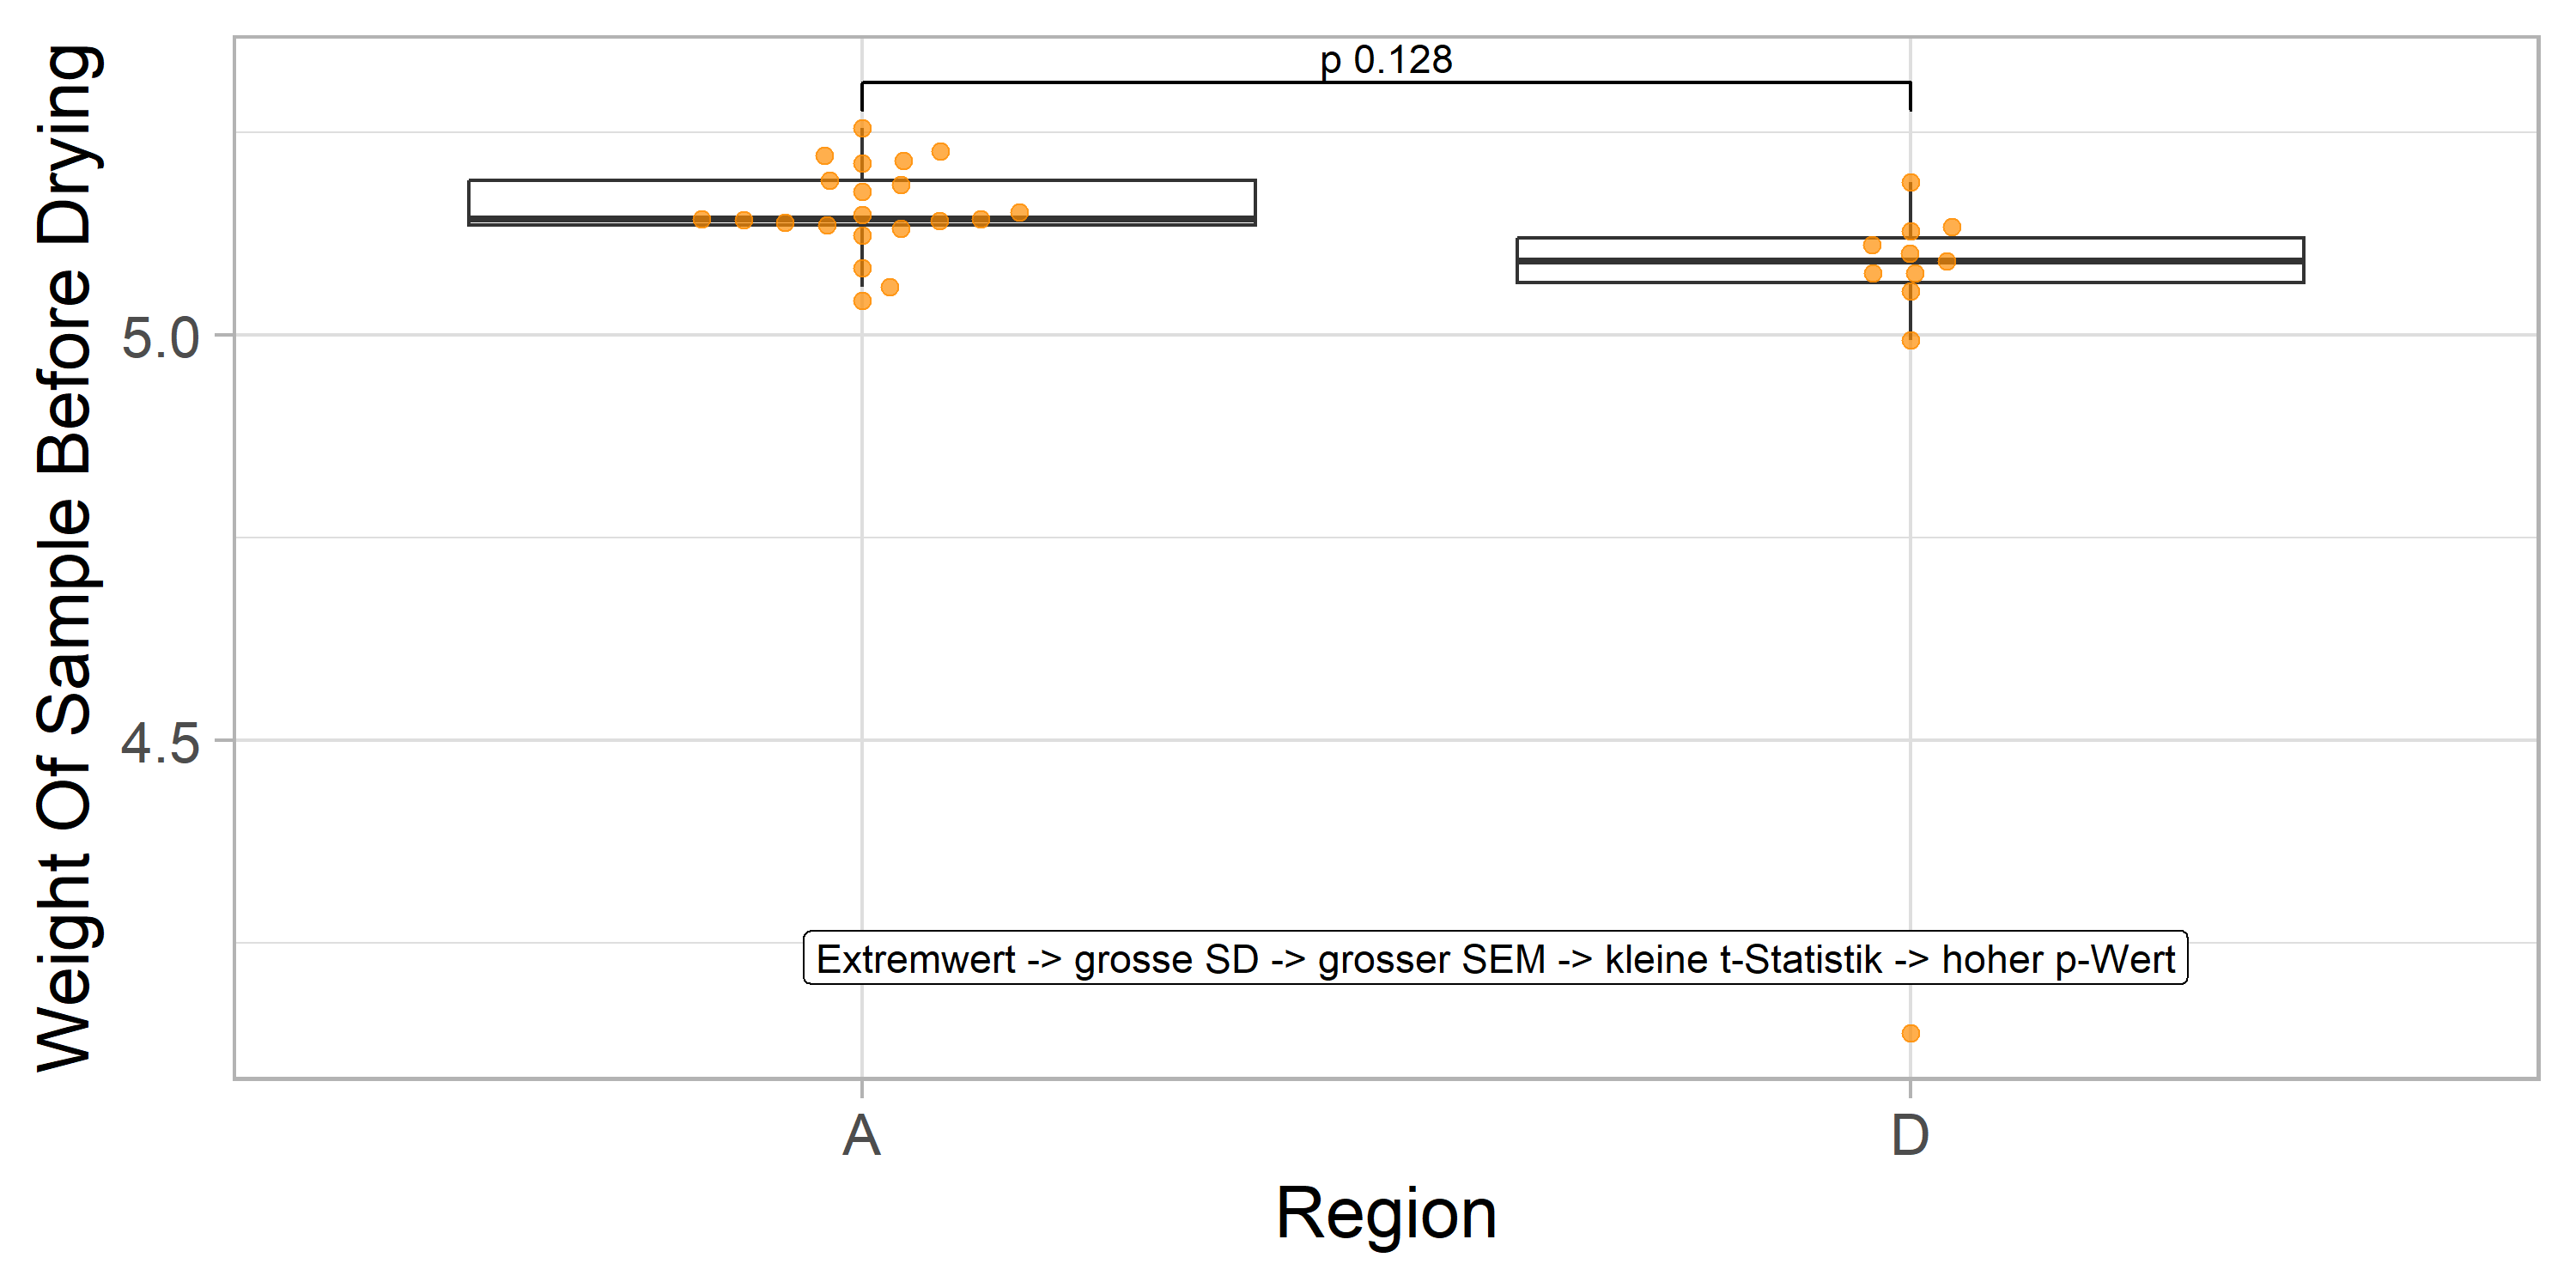 Weight Of Sample Before Drying
p 0.128
5.0
4.5
Extremwert -> grosse SD -> grosser SEM -> kleine t-Statistik -> hoher p-Wert
A
D
Region